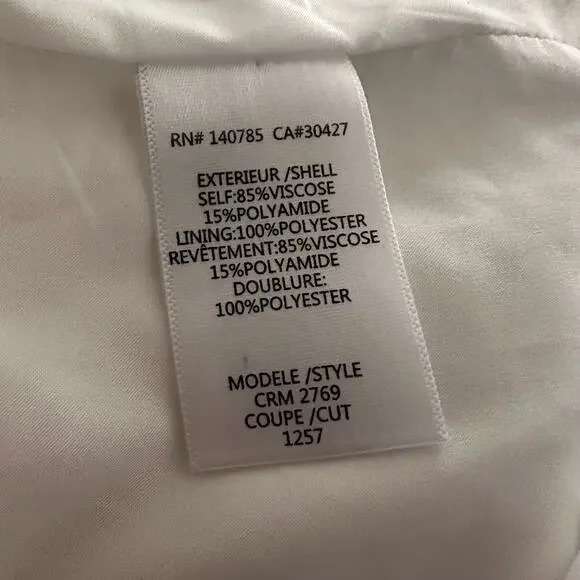 RN# 140785 CA#30427
EXTERIEUR /SHELL
SELF:85%VISCOSE
15%POLYAMIDE
LINING:100%POLYESTER
REVÊTEMENT:85%VISCOSE
15%POLYAMIDE
DOUBLURE:
100%POLYESTER
MODELE /STYLE
CRM 2769
COUPE /CUT
1257